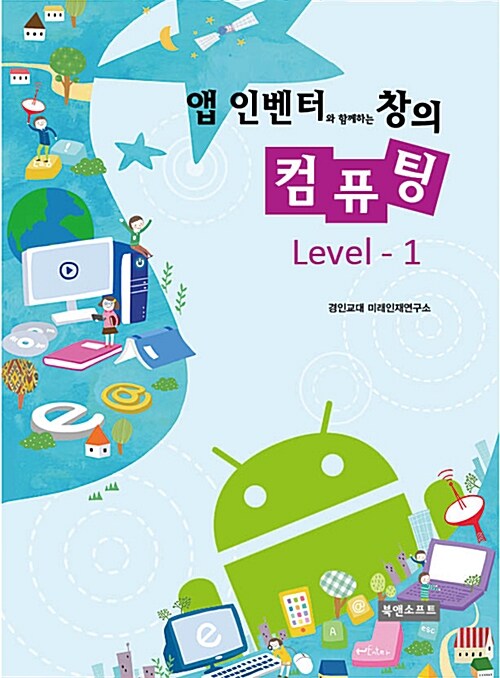 앱 인벤터와 함께하는 창의
컴퓨팅
Level - 1
경인교대 미래인재연구소
e
@
@
A
esc
e
북앤소프트